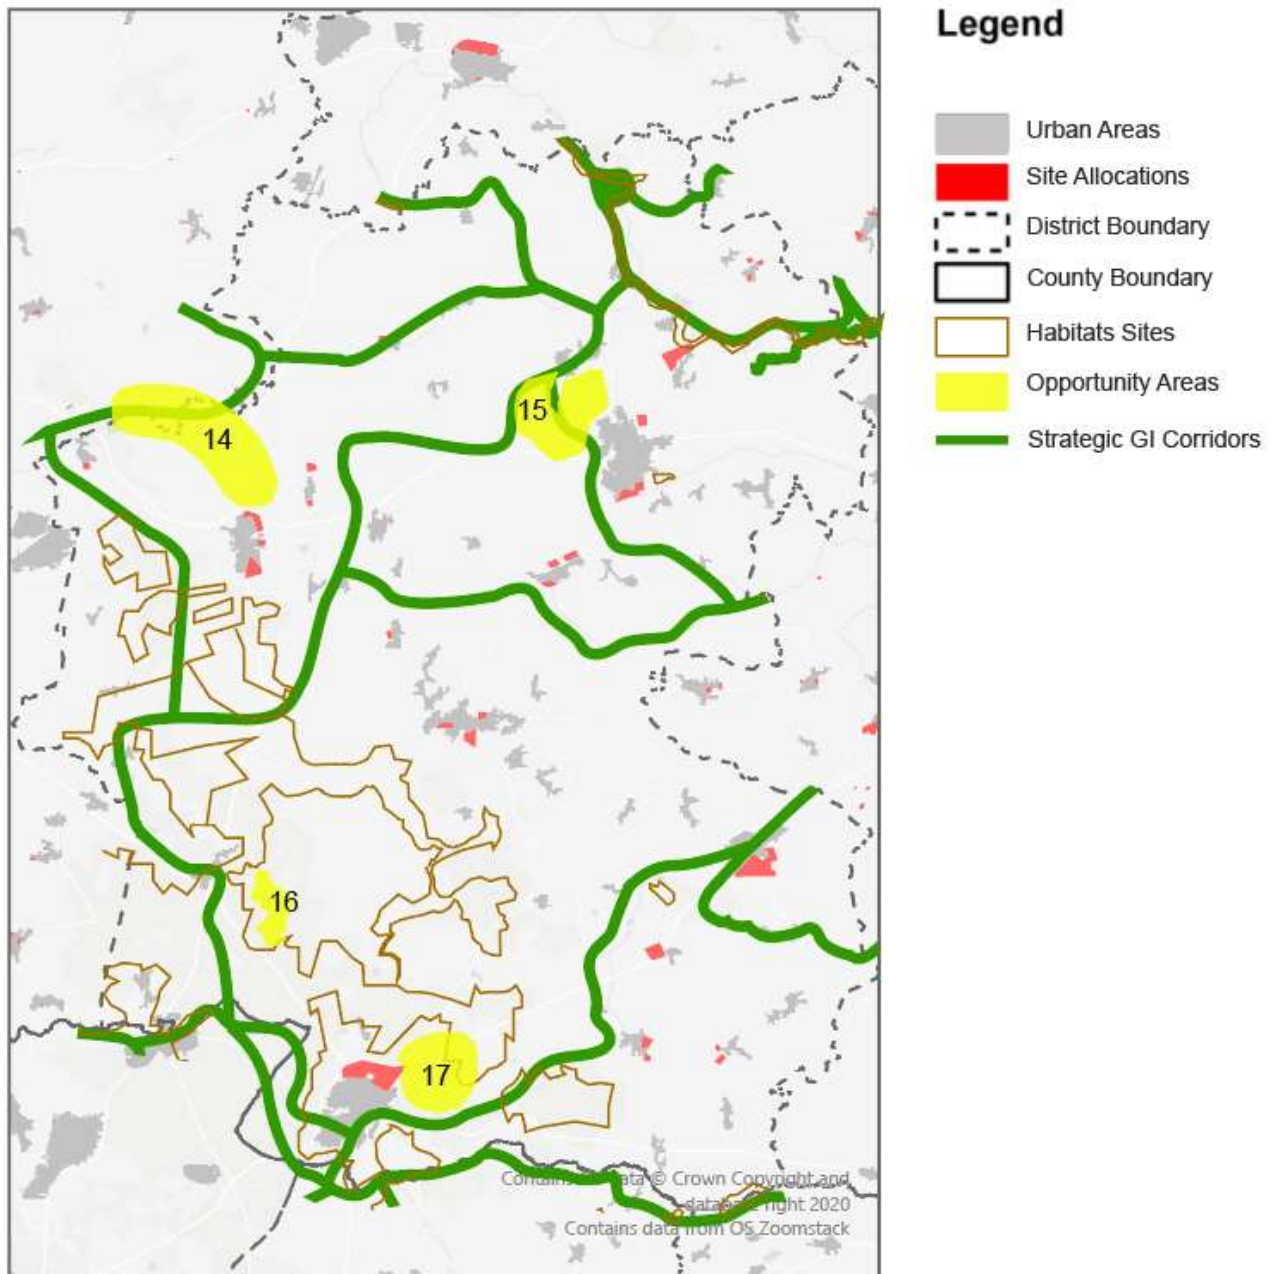 Legend
Urban Areas
Site Allocations
District Boundary
County Boundary
Habitats Sites
Opportunity Areas
Strategic GI Corridors
14
15
16
17
Contains data © Crown Copyright and
database right 2020
Contains data from OS Zoomstack